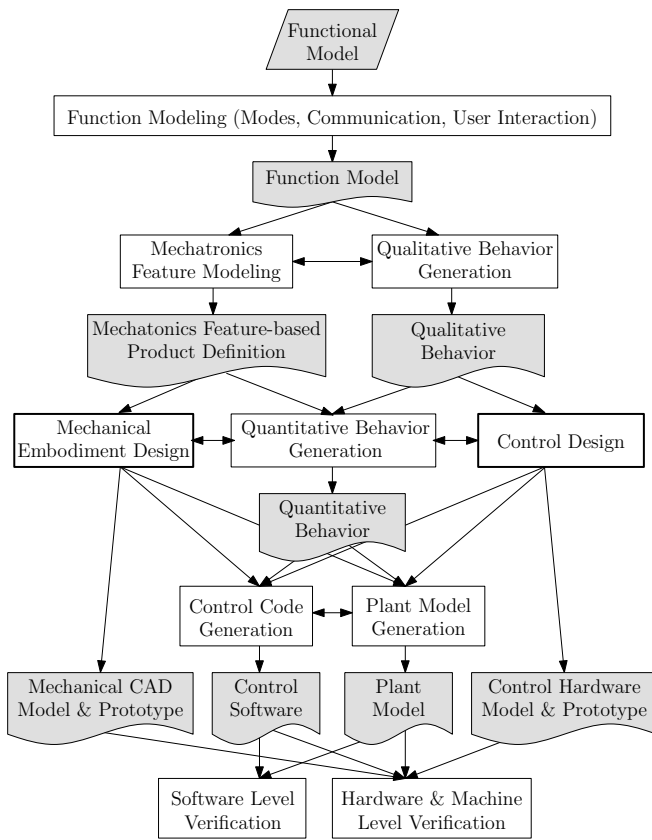 Functional
Model
Function Modeling (Modes, Communication, User Interaction)
Function Model
Mechatronics
Feature Modeling
Qualitative Behavior
Generation
Mechatonics Feature-based
Product Definition
Qualitative
Behavior
Mechanical
Embodiment Design
Quantitative Behavior
Generation
Control Design
Quantitative
Behavior
Control Code
Generation
Plant Model
Generation
Mechanical CAD
Model & Prototype
Control
Software
Plant
Model
Control Hardware
Model & Prototype
Software Level
Verification
Hardware & Machine
Level Verification